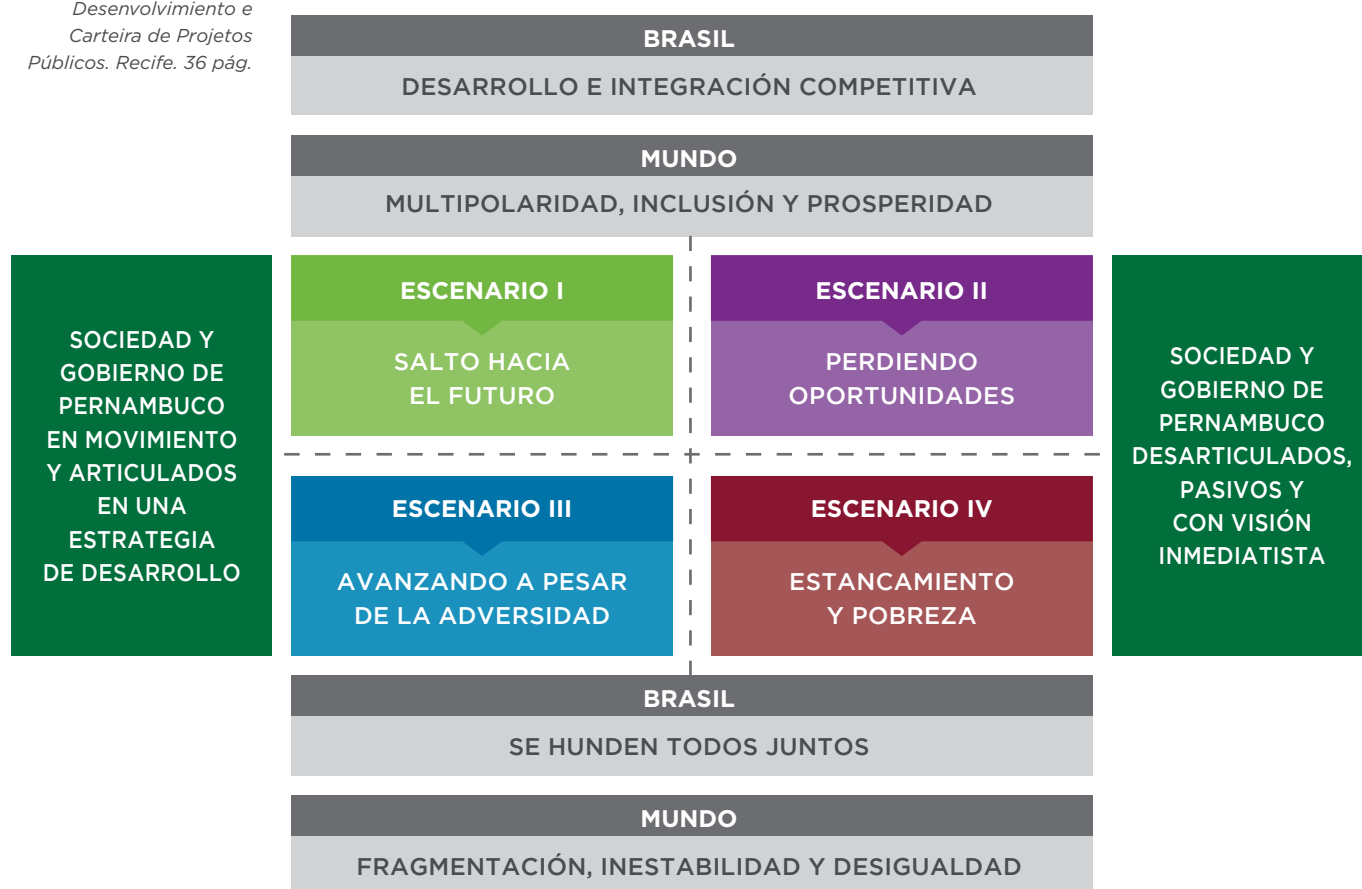 Desenvolvimiento e
Carteira de Projetos
Públicos. Recife. 36 pág.
BRASIL
DESARROLLO E INTEGRACIÓN COMPETITIVA
MUNDO
MULTIPOLARIDAD, INCLUSIÓN Y PROSPERIDAD
SOCIEDAD Y
GOBIERNO DE
PERNAMBUCO
EN MOVIMIENTO
Y ARTICULADOS
EN UNA
ESTRATEGIA
DE DESARROLLO
ESCENARIO I
SALTO HACIA
EL FUTURO
ESCENARIO II
PERDIENDO
OPORTUNIDADES
ESCENARIO III
AVANZANDO A PESAR
DE LA ADVERSIDAD
ESCENARIO IV
ESTANCAMIENTO
Y POBREZA
SOCIEDAD Y
GOBIERNO DE
PERNAMBUCO
DESARTICULADOS,
PASIVOS Y
CON VISIÓN
INMEDIATISTA
BRASIL
SE HUNDEN TODOS JUNTOS
MUNDO
FRAGMENTACIÓN, INESTABILIDAD Y DESIGUALDAD